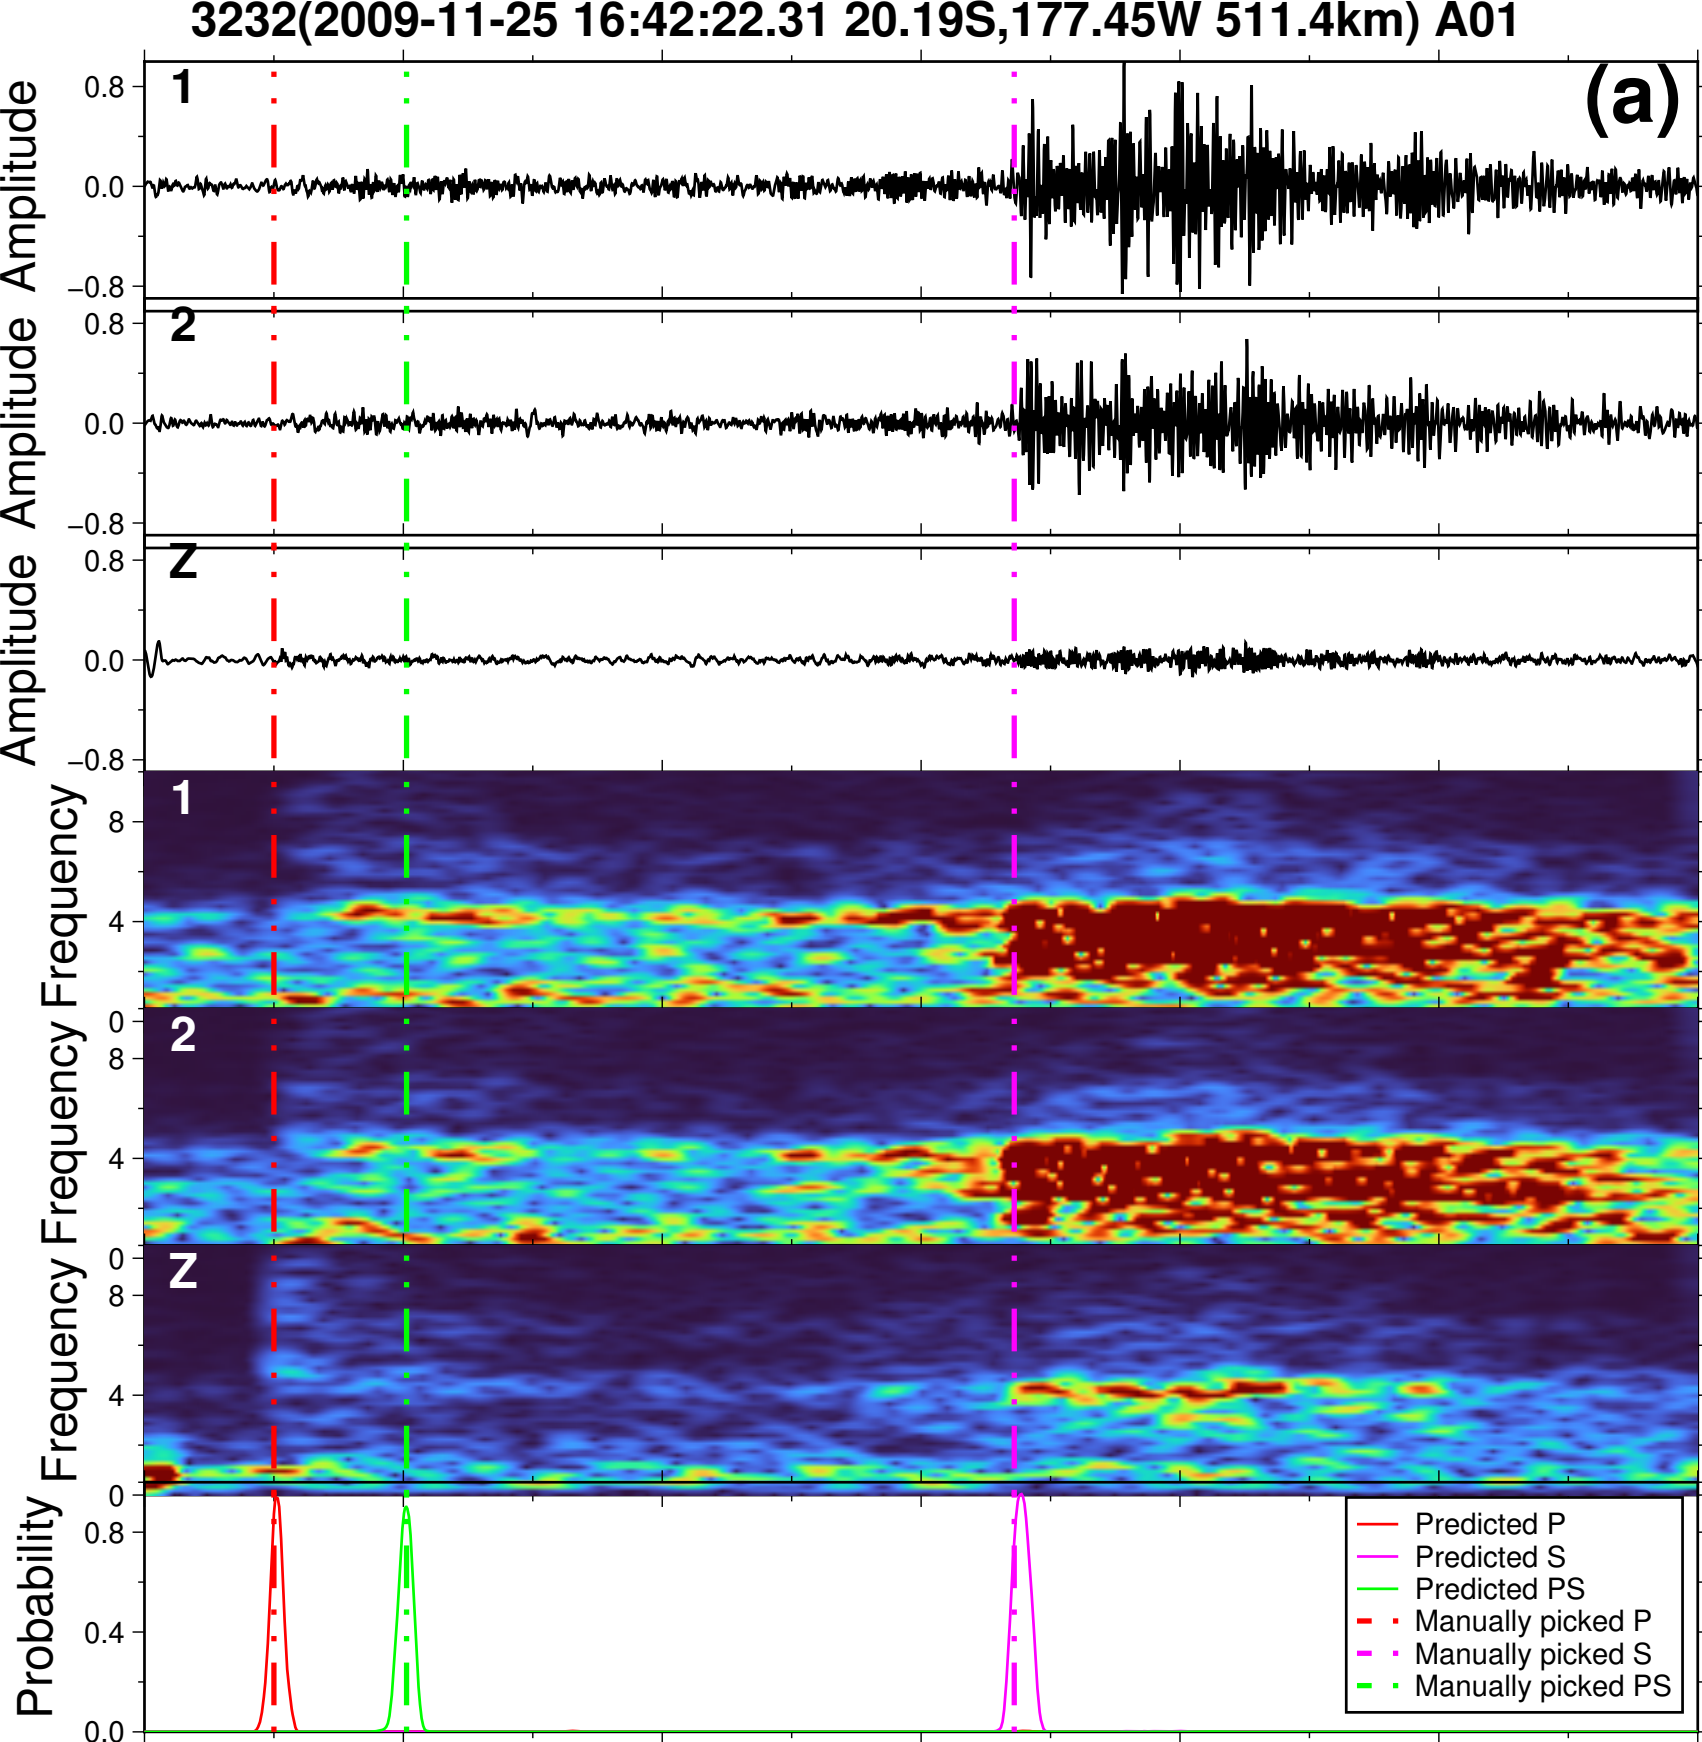 3232(2009-11-25 16:42:22.31 20.19S,177.45W 511.4km) A01
(a)
1
Amplitude
0.8
0.0
−0.8
2
Amplitude
0.8
0.0
−0.8
Z
Amplitude
0.8
0.0
−0.8
1
Frequency
8
4
0
2
Frequency
8
4
0
Z
Frequency
8
4
0
Probability
0.8
0.4
0.0
Predicted P
Predicted S
Predicted PS
Manually picked P
Manually picked S
Manually picked PS